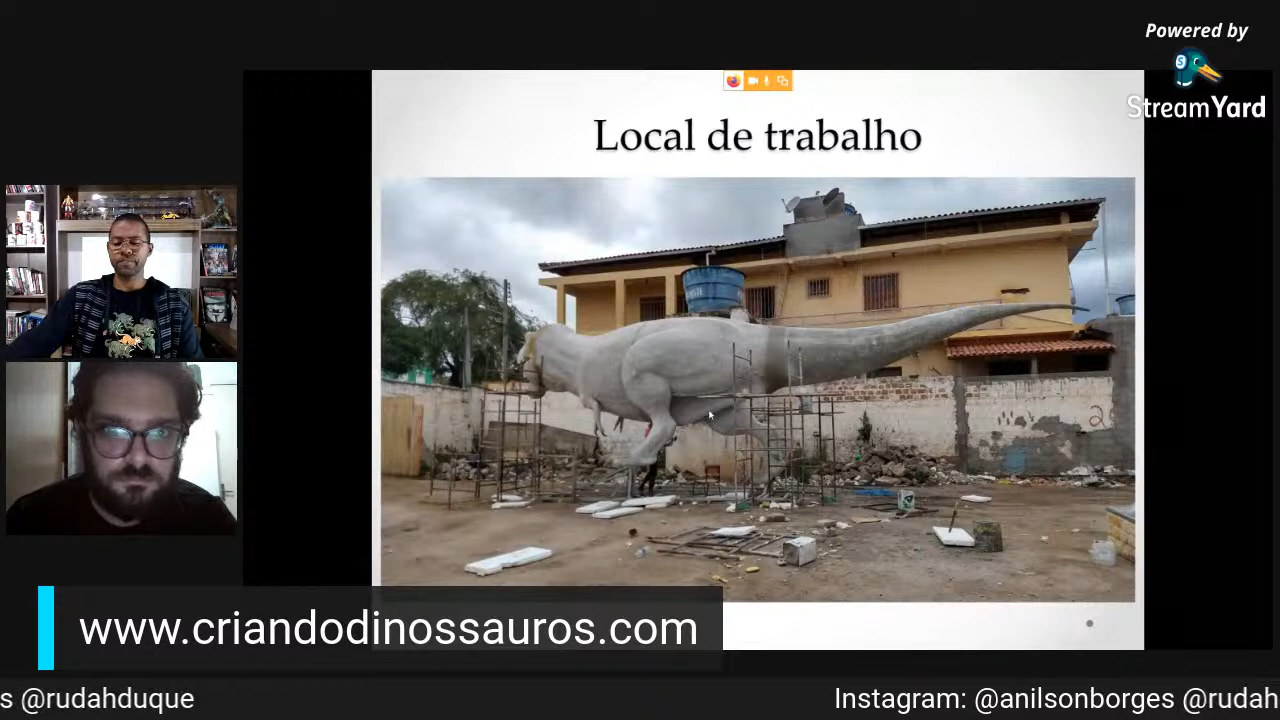 Powered by
StreamYard
Local de trabalho
www.criandodinossauros.com
s @rudahduque
Instagram: @anilsonborges @rudah